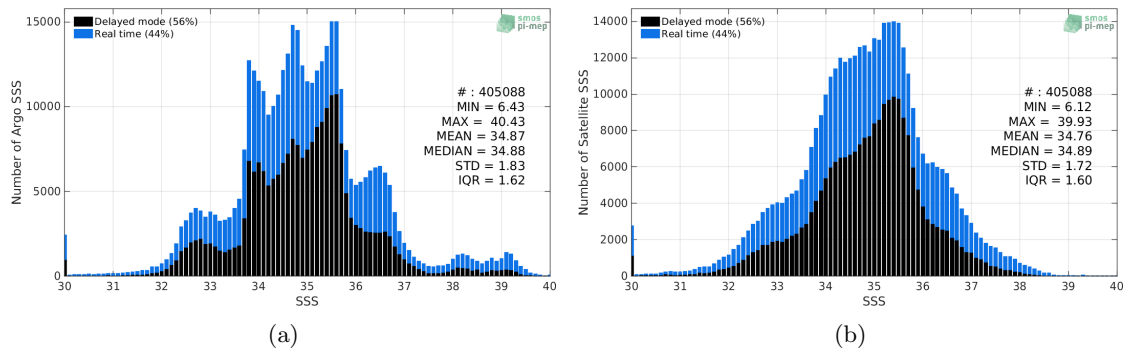 Delayed mode (56%)
Real time (44%)
smos
pi-mep
# : 405088
MIN = 6.43
MAX = 40.43
MEAN = 34.87
MEDIAN = 34.88
STD = 1.83
IQR = 1.62
Number of Argo SSS
15000
10000
5000
0
30 31 32 33 34 35 36 37 38 39 40
SSS
(a)
Delayed mode (56%)
Real time (44%)
smos
pi-mep
# : 405088
MIN = 6.12
MAX = 39.93
MEAN = 34.76
MEDIAN = 34.89
STD = 1.72
IQR = 1.60
Number of Satellite SSS
14000
12000
10000
8000
6000
4000
2000
0
30 31 32 33 34 35 36 37 38 39 40
SSS
(b)